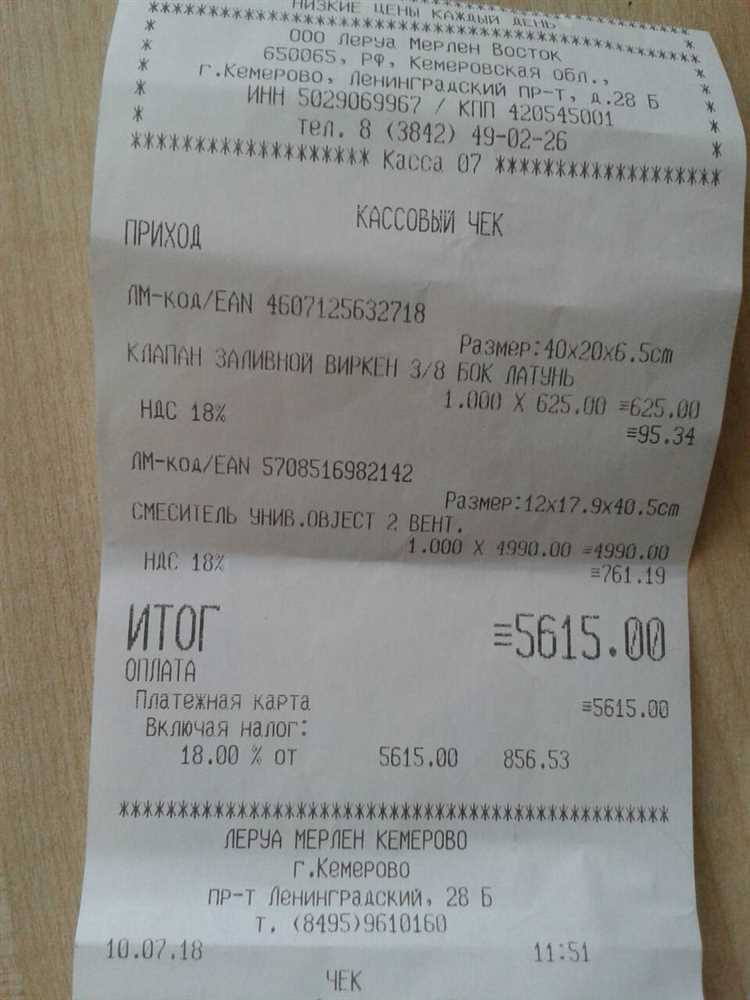 НИЗКИЕ ЦЕНЫ КАЖДЫЙ ДЕНЬ
************************************
* ООО Леруа Мерлен Восток *
* 650065, РФ, Кемеровская обл., *
* г.Кемерово, Ленинградский пр-т, д.28 Б *
* ИНН 5029069967 / КПП 420545001 *
* тел. 8 (3842) 49-02-26 *
******************* Касса 07 ******************
КАССОВЫЙ ЧЕК
ПРИХОД
ЛМ-код/EAN 4607125632718
Размер:40x20x6.5cm
КЛАПАН ЗАЛИВНОЙ ВИРКЕН 3/8 БОК ЛАТУНЬ
1.000 X 625.00 ≡625.00
НДС 18% ≡95.34
ЛМ-код/EAN 5708516982142
Размер:12x17.9x40.5cm
СМЕСИТЕЛЬ УНИВ.OBJECT 2 ВЕНТ.
1.000 X 4990.00 ≡4990.00
НДС 18% ≡761.19
ИТОГ ≡5615.00
ОПЛАТА
Платежная карта ≡5615.00
Включая налог:
18.00 % от 5615.00 856.53
************************************
ЛЕРУА МЕРЛЕН КЕМЕРОВО
г.Кемерово
пр-т Ленинградский, 28 Б
т. (8495)9610160
10.07.18 11:51
ЧЕК